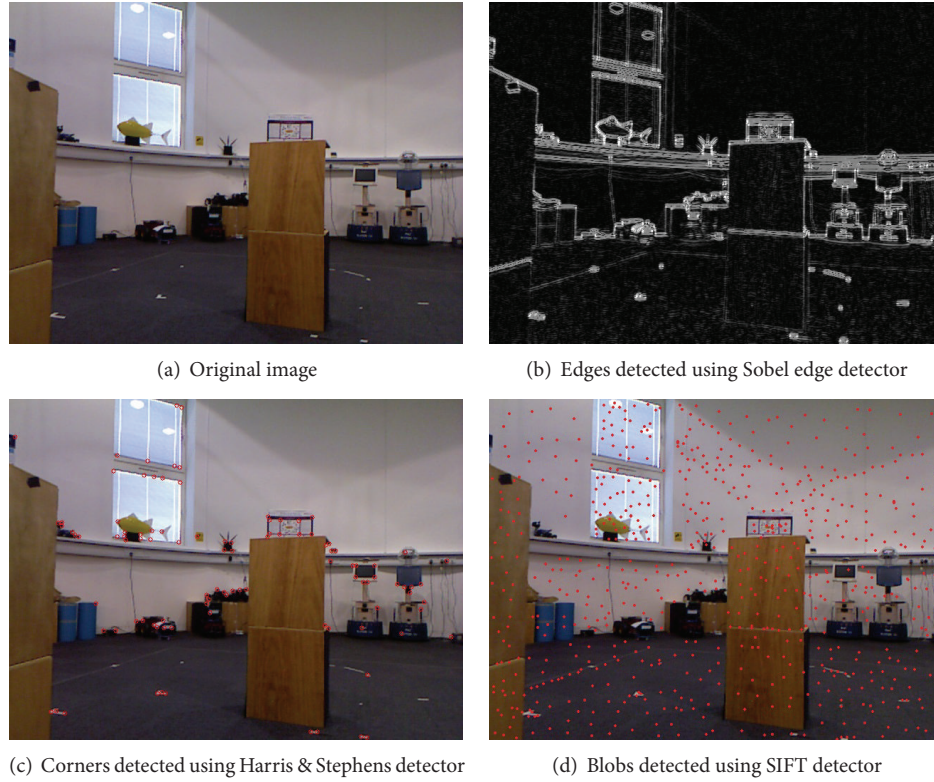 (a) Original image
(b) Edges detected using Sobel edge detector
(c) Corners detected using Harris & Stephens detector
(d) Blobs detected using SIFT detector